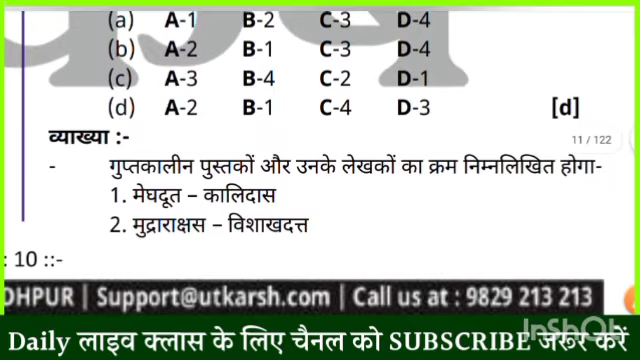 (a) A-1 B-2 C-3 D-4
(b) A-2 B-1 C-3 D-4
(c) A-3 B-4 C-2 D-1
(d) A-2 B-1 C-4 D-3 [d]
व्याख्या :-
11 / 122
- गुप्तकालीन पुस्तकों और उनके लेखकों का क्रम निम्नलिखित होगा-
1. मेघदूत – कालिदास
2. मुद्राराक्षस – विशाखदत्त
: 10 ::-
DHPUR | Support@utkarsh.com | Call us at : 9829 213 213
InShOt
Daily लाइव क्लास के लिए चैनल को SUBSCRIBE जरूर करें